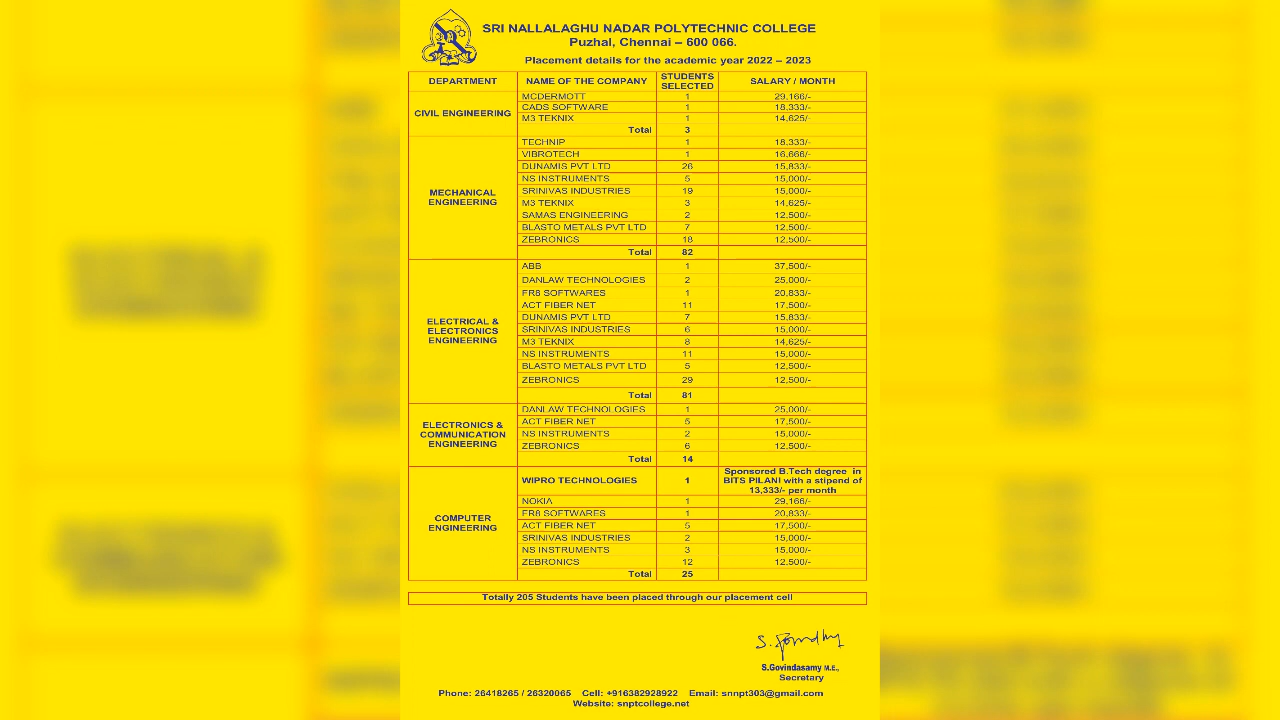 SRI NALLALAGHU NADAR POLYTECHNIC COLLEGE
Puzhal, Chennai – 600 066.
Placement details for the academic year 2022 – 2023
DEPARTMENT NAME OF THE COMPANY STUDENTS SELECTED SALARY / MONTH
CIVIL ENGINEERING
MCDERMOTT 1 29,166/-
CADS SOFTWARE 1 18,333/-
M3 TEKNIX 1 14,625/-
Total 3
MECHANICAL
ENGINEERING
TECHNIP 1 18,333/-
VIBROTECH 1 16,666/-
DUNAMIS PVT LTD 26 15,833/-
NS INSTRUMENTS 5 15,000/-
SRINIVAS INDUSTRIES 19 15,000/-
M3 TEKNIX 3 14,625/-
SAMAS ENGINEERING 2 12,500/-
BLASTO METALS PVT LTD 7 12,500/-
ZEBRONICS 18 12,500/-
Total 82
ELECTRICAL &
ELECTRONICS
ENGINEERING
ABB 1 37,500/-
DANLAW TECHNOLOGIES 2 25,000/-
FR8 SOFTWARES 1 20,833/-
ACT FIBER NET 11 17,500/-
DUNAMIS PVT LTD 7 15,833/-
SRINIVAS INDUSTRIES 6 15,000/-
M3 TEKNIX 8 14,625/-
NS INSTRUMENTS 11 15,000/-
BLASTO METALS PVT LTD 5 12,500/-
ZEBRONICS 29 12,500/-
Total 81
ELECTRONICS &
COMMUNICATION
ENGINEERING
DANLAW TECHNOLOGIES 1 25,000/-
ACT FIBER NET 5 17,500/-
NS INSTRUMENTS 2 15,000/-
ZEBRONICS 6 12,500/-
Total 14
COMPUTER
ENGINEERING
WIPRO TECHNOLOGIES 1 Sponsored B.Tech degree in
BITS PILANI with a stipend of
13,333/- per month
NOKIA 1 29,166/-
FR8 SOFTWARES 1 20,833/-
ACT FIBER NET 5 17,500/-
SRINIVAS INDUSTRIES 2 15,000/-
NS INSTRUMENTS 3 15,000/-
ZEBRONICS 12 12,500/-
Total 25
Totally 205 Students have been placed through our placement cell
S.Govindasamy M.E.,
Secretary
Phone: 26418265 / 26320065 Cell: +916382928922 Email: snnpt303@gmail.com
Website: snptcollege.net